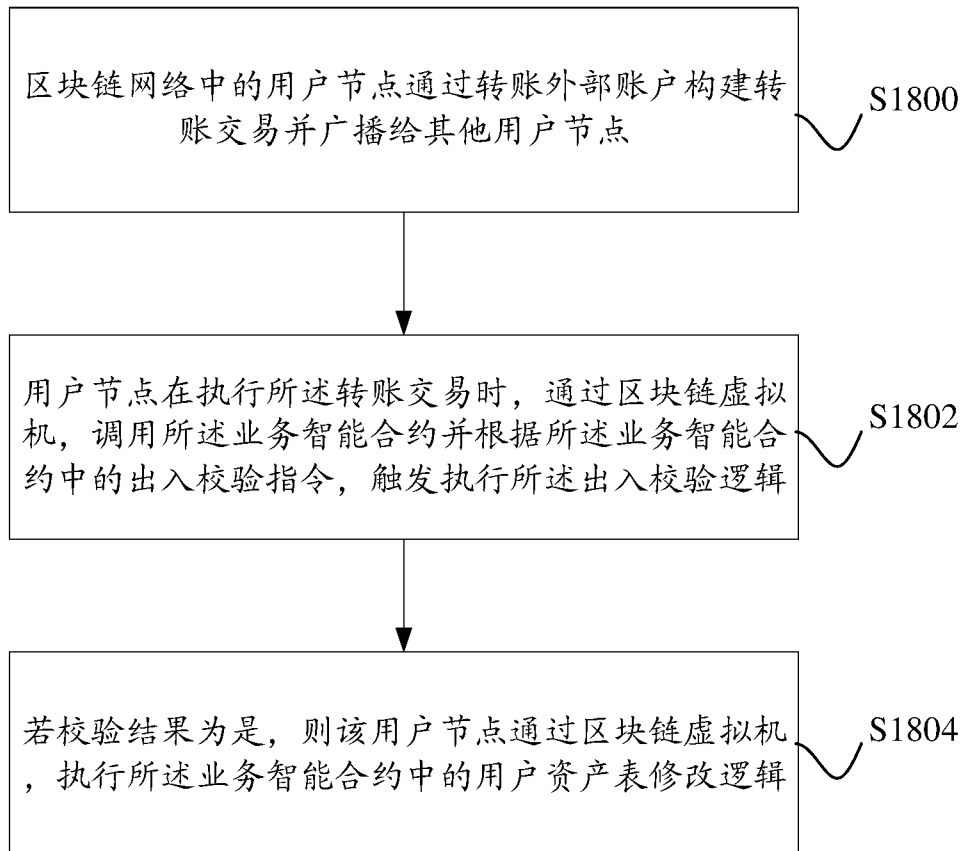 区块链网络中的用户节点通过转账外部账户构建转
账交易并广播给其他用户节点
S1800
用户节点在执行所述转账交易时，通过区块链虚拟
机，调用所述业务智能合约并根据所述业务智能合
约中的出入校验指令，触发执行所述出入校验逻辑
S1802
若校验结果为是，则该用户节点通过区块链虚拟机
，执行所述业务智能合约中的用户资产表修改逻辑
S1804